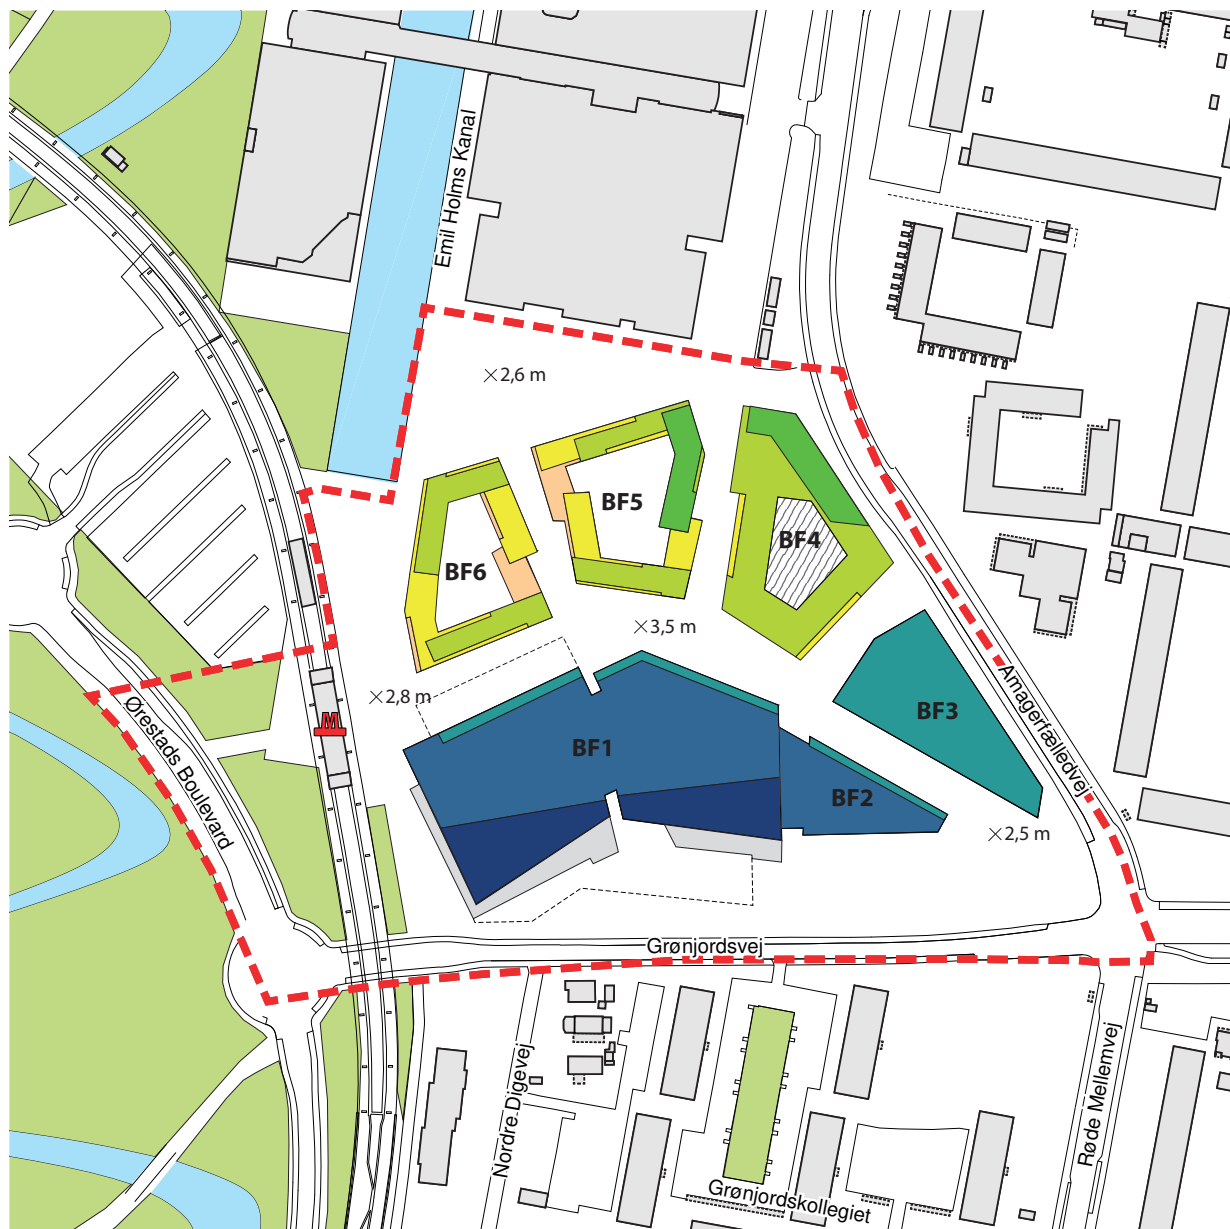 Emil Holms Kanal
×2,6 m
BF5
BF4
BF6
×3,5 m
×2,8 m
Amagerfælledvej
BF3
Ørestads Boulevard
M
BF1
BF2
×2,5 m
Grønjordsvej
Nordre Digevej
Røde Mellemvej
Grønjordskollegiet